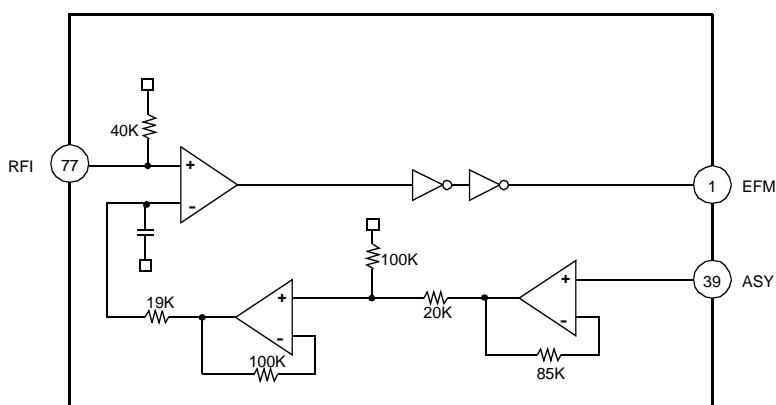 40K
RFI
77
+
-
1
EFM
100K
39
ASY
19K
+
-
20K
+
-
100K
85K